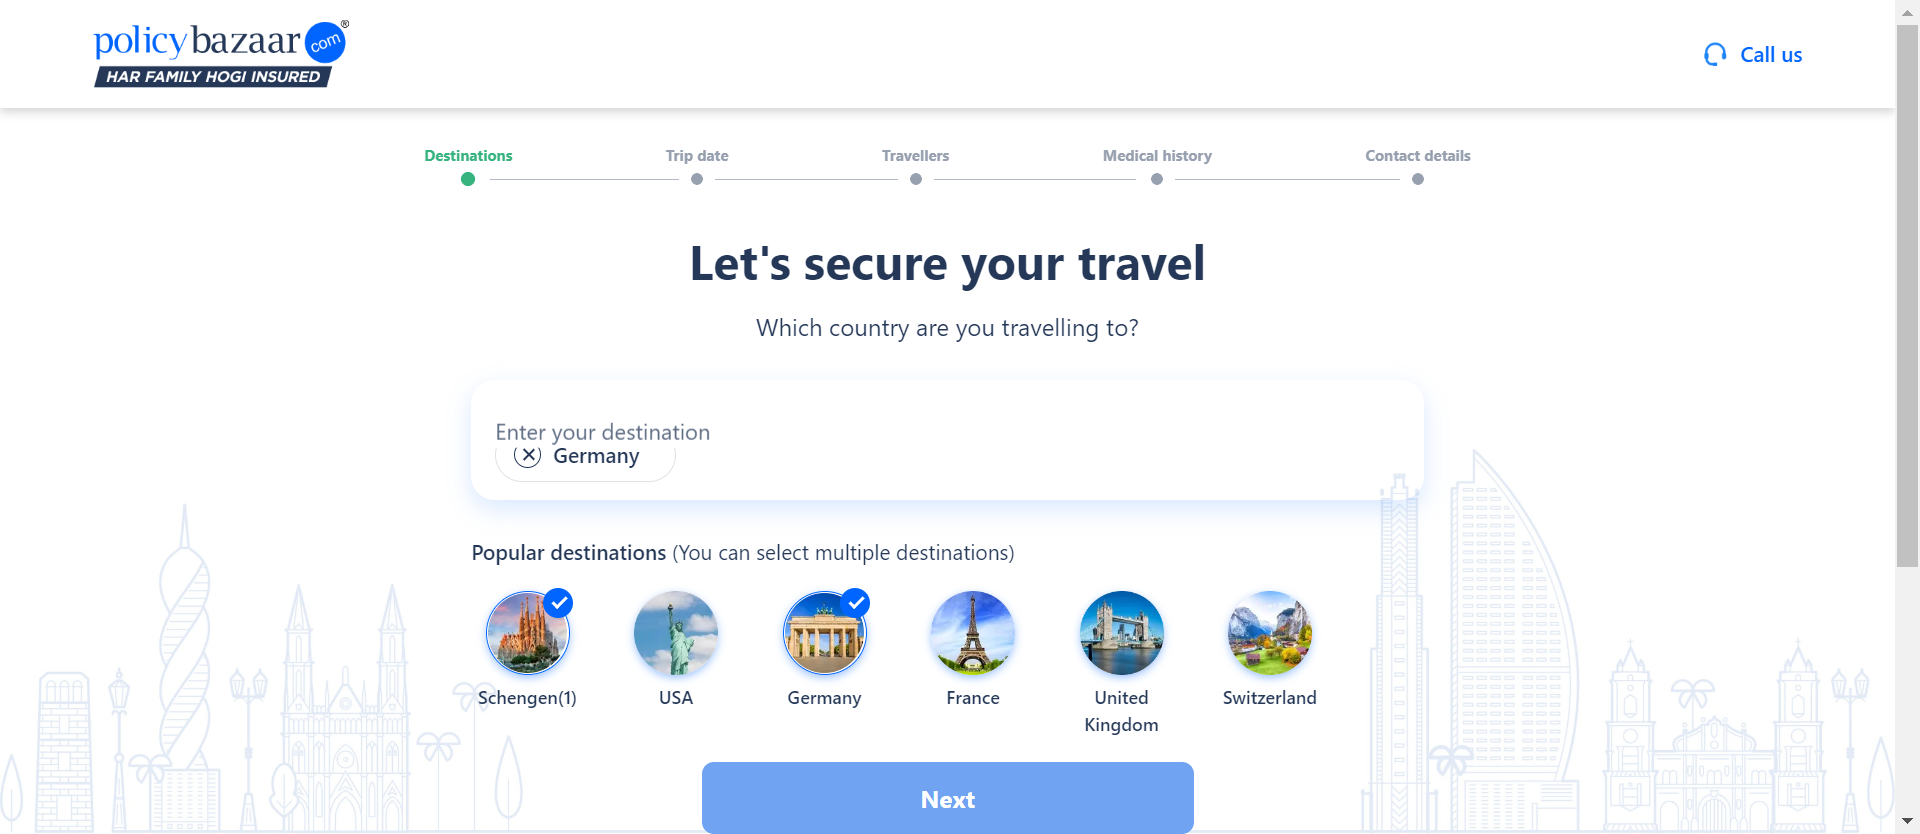 policybazaar.com®
HAR FAMILY HOGI INSURED
Call us
Destinations
Trip date
Travellers
Medical history
Contact details
Let's secure your travel
Which country are you travelling to?
Enter your destination
Germany
Popular destinations (You can select multiple destinations)
Schengen(1)
USA
Germany
France
United
Kingdom
Switzerland
Next